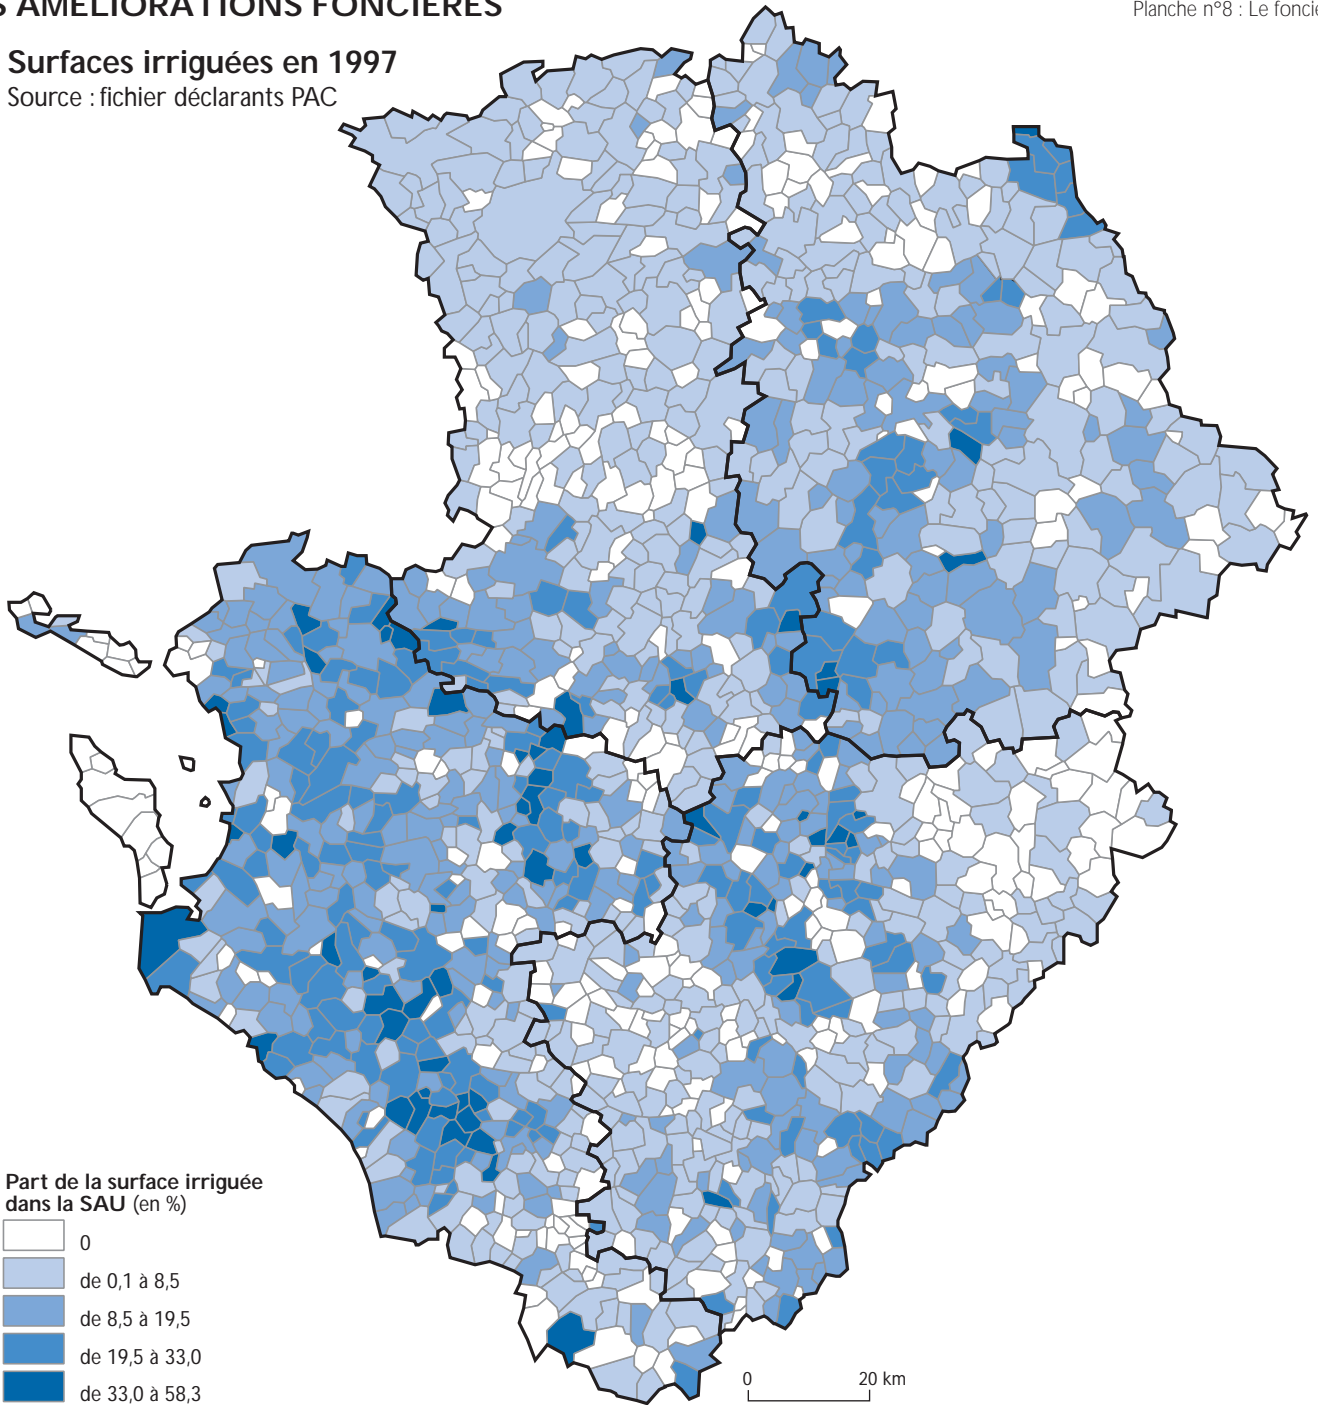 AMÉLIORATIONS FONCIÈRES
Planche n°8 : Le
Surfaces irriguées en 1997
Source : fichier déclarants PAC
Part de la surface irriguée
dans la SAU (en %)
0
de 0,1 à 8,5
de 8,5 à 19,5
de 19,5 à 33,0
de 33,0 à 58,3
0 20 km